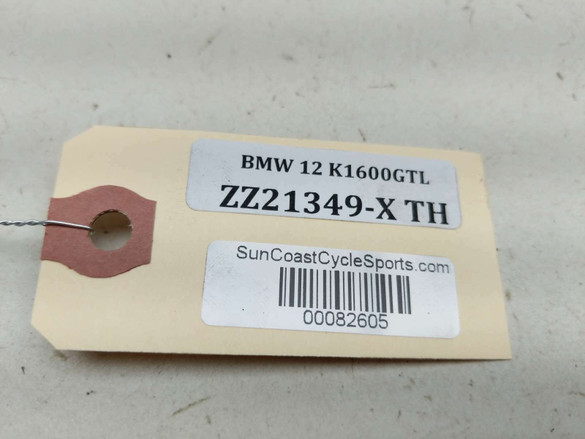 BMW 12 K1600GTL
ZZ21349-X TH
SunCoastCycleSports.com
00082605